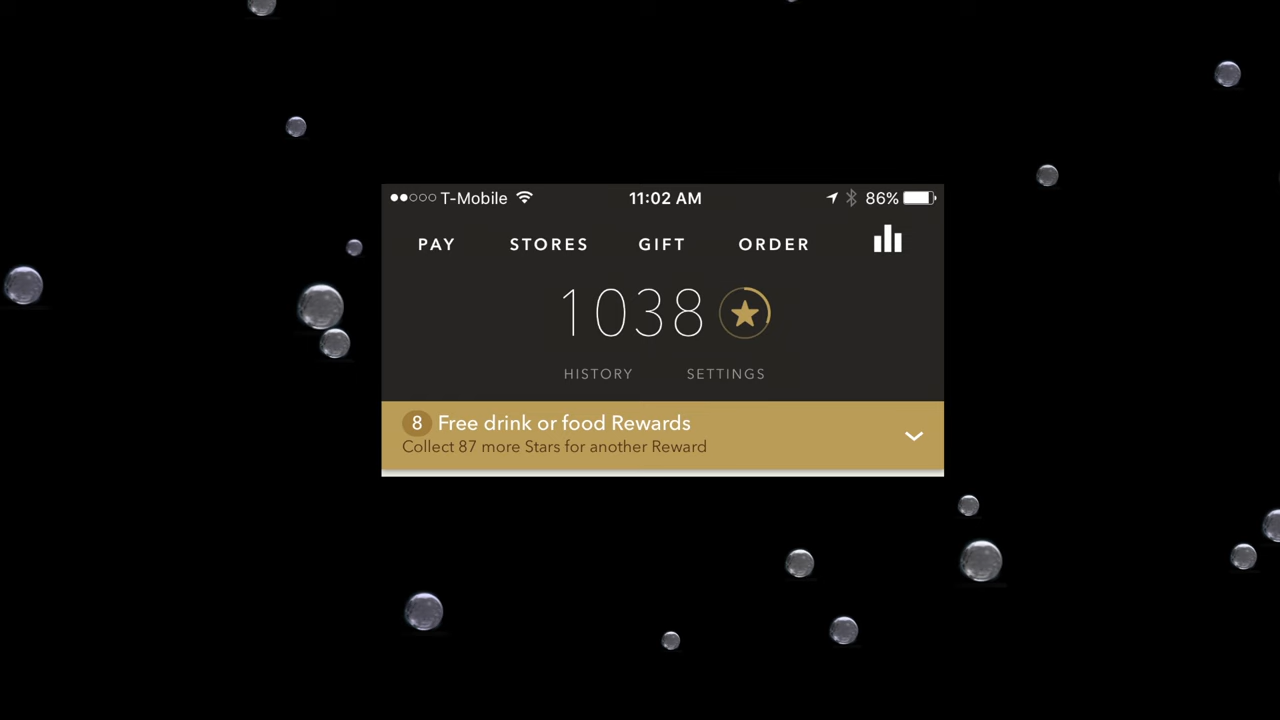 T-Mobile 11:02 AM 86%
PAY STORES GIFT ORDER
1038
HISTORY SETTINGS
8 Free drink or food Rewards
Collect 87 more Stars for another Reward